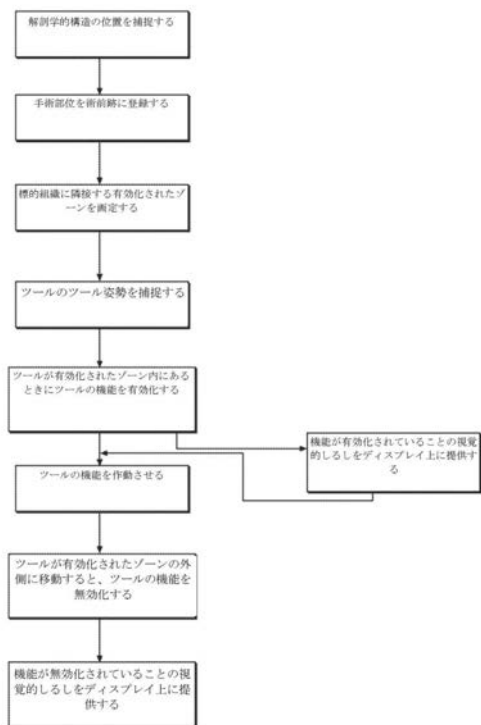 解剖学的構造の位置を捕捉する
手術部位を術前跡に登録する
標的組織に隣接する有効化されたゾ
ーンを画定する
ツールのツール姿勢を捕捉する
ツールが有効化されたゾーン内にある
ときにツールの機能を有効化する
機能が有効化されていることの視覚
的しるしをディスプレイ上に提供す
る
ツールの機能を作動させる
ツールが有効化されたゾーンの外
側に移動すると、ツールの機能を
無効化する
機能が無効化されていることの視
覚的しるしをディスプレイ上に提
供する